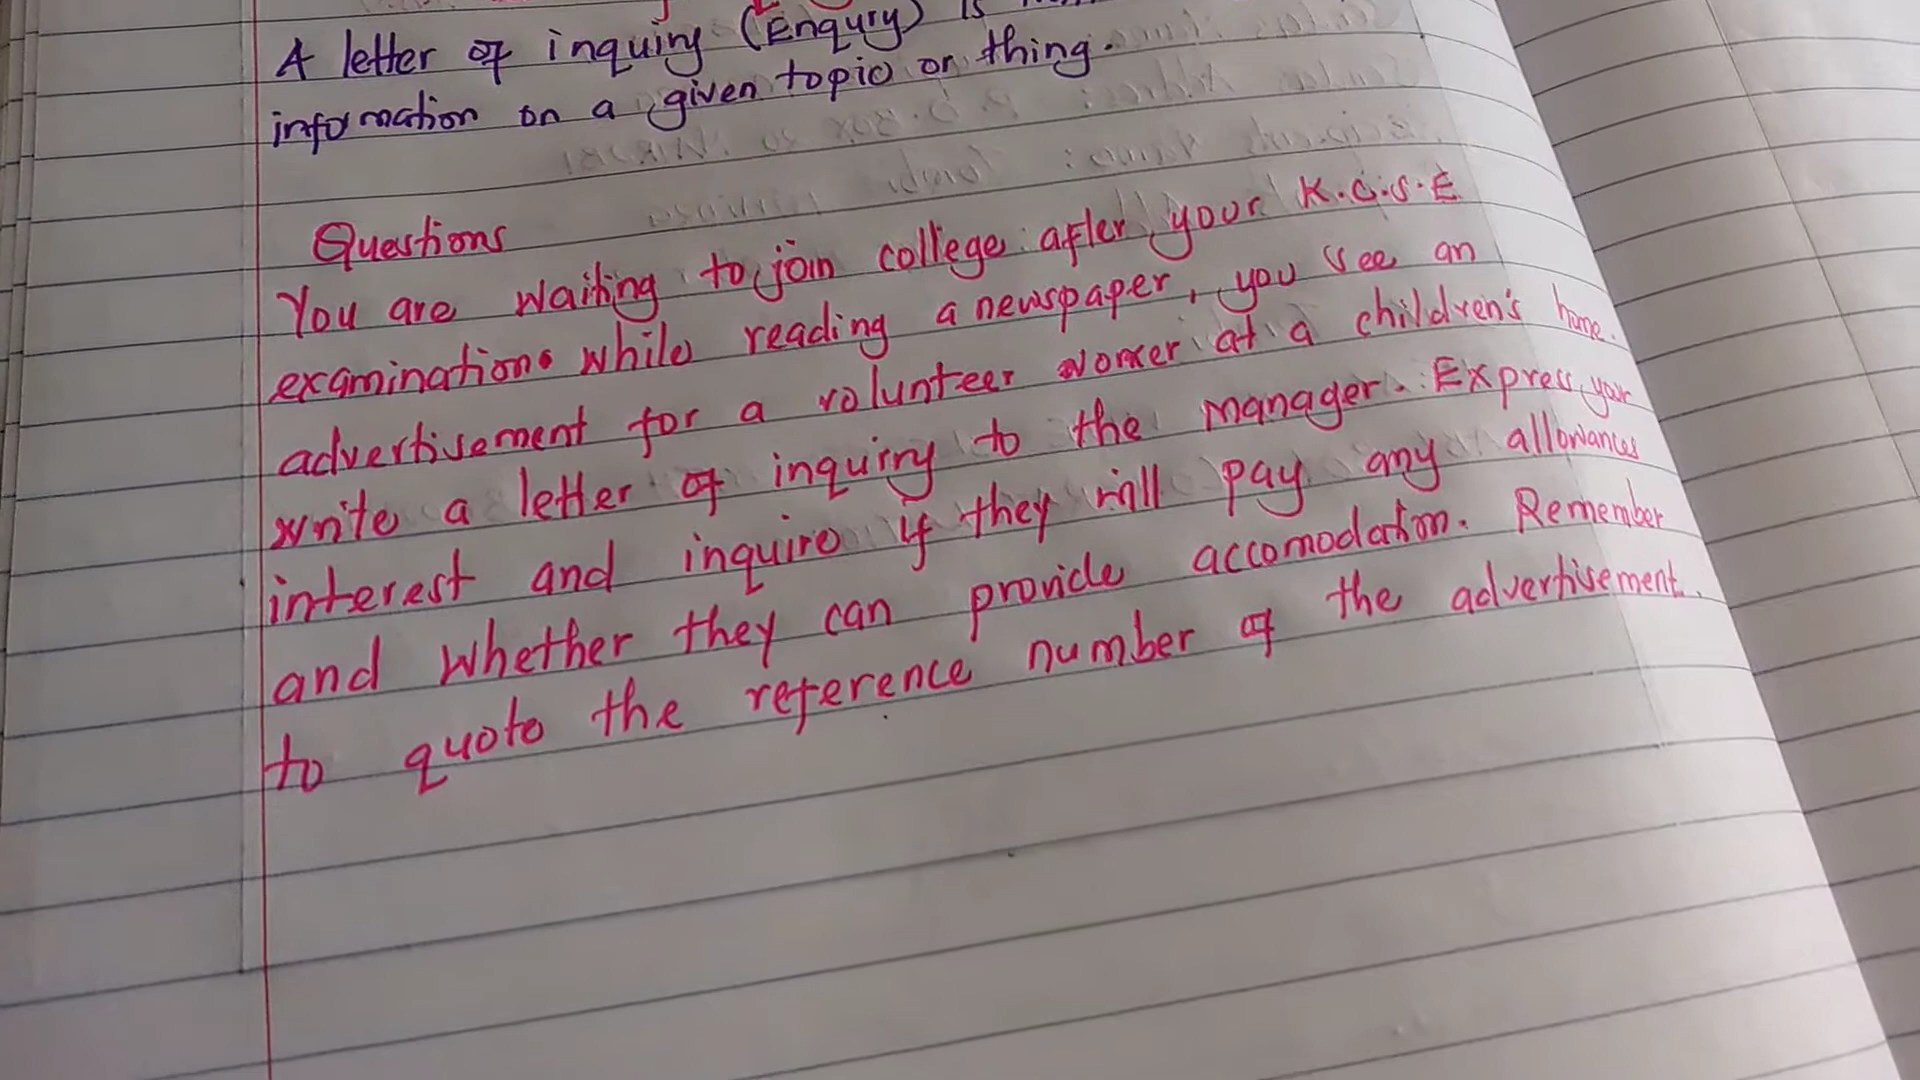 A letter of inquiry (Enqury) is
information on a given topic or thing.
Questions
You are waiting to join college after your K.C.S.E
examination. While reading a newspaper, you see an
advertisement for a volunteer worker at a children's home.
write a letter of inquiry to the manager. Express your
interest and inquire if they will pay any allowances
and whether they can provide accomodation. Remember
to quote the reference number of the advertisement.